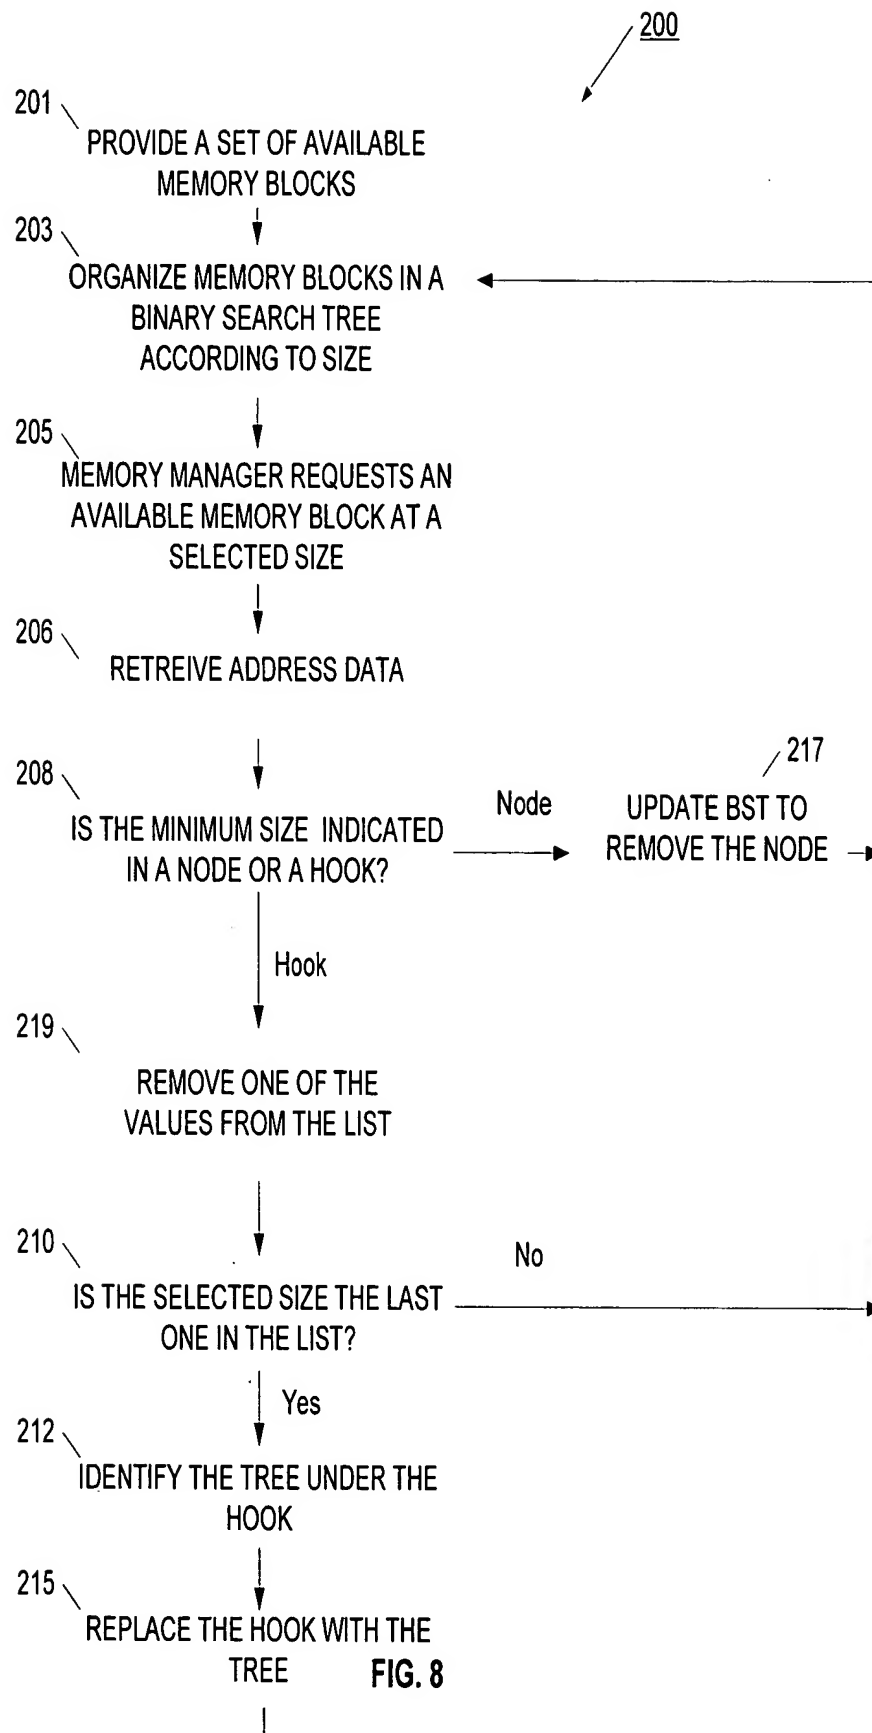 200
201
PROVIDE A SET OF AVAILABLE
MEMORY BLOCKS
203
ORGANIZE MEMORY BLOCKS IN A
BINARY SEARCH TREE
ACCORDING TO SIZE
205
MEMORY MANAGER REQUESTS AN
AVAILABLE MEMORY BLOCK AT A
SELECTED SIZE
206
RETREIVE ADDRESS DATA
208
IS THE MINIMUM SIZE INDICATED
IN A NODE OR A HOOK?
Node
217
UPDATE BST TO
REMOVE THE NODE
Hook
219
REMOVE ONE OF THE
VALUES FROM THE LIST
210
IS THE SELECTED SIZE THE LAST
ONE IN THE LIST?
No
Yes
212
IDENTIFY THE TREE UNDER THE
HOOK
215
REPLACE THE HOOK WITH THE
TREE
FIG. 8